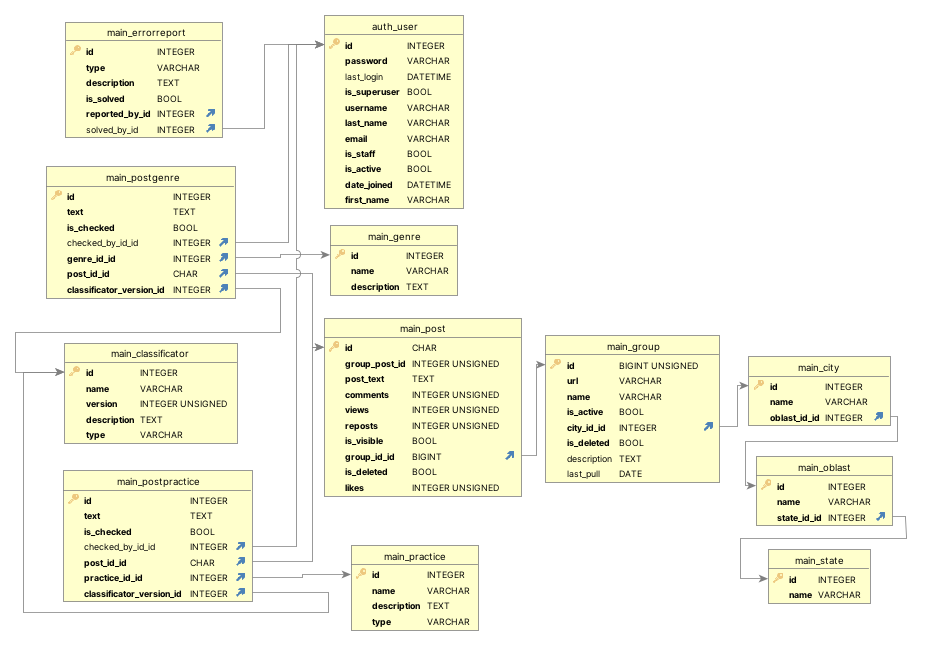 main_errorreport
id INTEGER
type VARCHAR
description TEXT
is_solved BOOL
reported_by_id INTEGER
solved_by_id INTEGER
auth_user
id INTEGER
password VARCHAR
last_login DATETIME
is_superuser BOOL
username VARCHAR
last_name VARCHAR
email VARCHAR
is_staff BOOL
is_active BOOL
date_joined DATETIME
first_name VARCHAR
main_postgenre
id INTEGER
text TEXT
is_checked BOOL
checked_by_id_id INTEGER
genre_id_id INTEGER
post_id_id CHAR
classificator_version_id INTEGER
main_genre
id INTEGER
name VARCHAR
description TEXT
main_classificator
id INTEGER
name VARCHAR
version INTEGER UNSIGNED
description TEXT
type VARCHAR
main_post
id CHAR
group_post_id INTEGER UNSIGNED
post_text TEXT
comments INTEGER UNSIGNED
views INTEGER UNSIGNED
reposts INTEGER UNSIGNED
is_visible BOOL
group_id_id BIGINT
is_deleted BOOL
likes INTEGER UNSIGNED
main_group
id BIGINT UNSIGNED
url VARCHAR
name VARCHAR
is_active BOOL
city_id_id INTEGER
is_deleted BOOL
description TEXT
last_pull DATE
main_city
id INTEGER
name VARCHAR
oblast_id_id INTEGER
main_oblast
id INTEGER
name VARCHAR
state_id_id INTEGER
main_state
id INTEGER
name VARCHAR
main_postpractice
id INTEGER
text TEXT
is_checked BOOL
checked_by_id_id INTEGER
post_id_id CHAR
practice_id_id INTEGER
classificator_version_id INTEGER
main_practice
id INTEGER
name VARCHAR
description TEXT
type VARCHAR